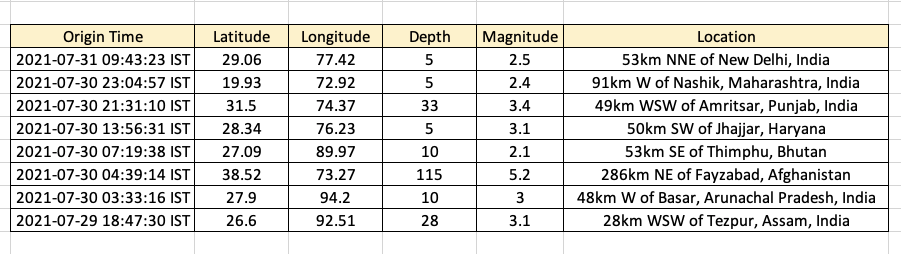 Origin Time Latitude Longitude Depth Magnitude Location
2021-07-31 09:43:23 IST 29.06 77.42 5 2.5 53km NNE of New Delhi, India
2021-07-30 23:04:57 IST 19.93 72.92 5 2.4 91km W of Nashik, Maharashtra, India
2021-07-30 21:31:10 IST 31.5 74.37 33 3.4 49km WSW of Amritsar, Punjab, India
2021-07-30 13:56:31 IST 28.34 76.23 5 3.1 50km SW of Jhajjar, Haryana
2021-07-30 07:19:38 IST 27.09 89.97 10 2.1 53km SE of Thimphu, Bhutan
2021-07-30 04:39:14 IST 38.52 73.27 115 5.2 286km NE of Fayzabad, Afghanistan
2021-07-30 03:33:16 IST 27.9 94.2 10 3 48km W of Basar, Arunachal Pradesh, India
2021-07-29 18:47:30 IST 26.6 92.51 28 3.1 28km WSW of Tezpur, Assam, India